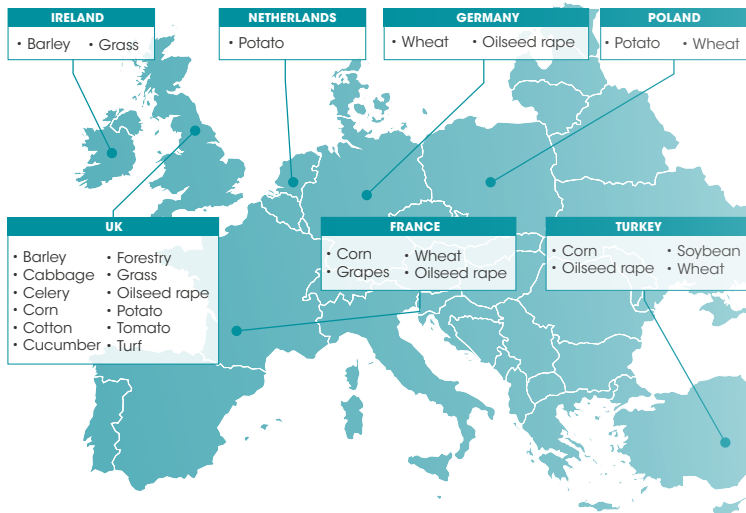 IRELAND
• Barley • Grass
NETHERLANDS
• Potato
GERMANY
• Wheat • Oilseed rape
POLAND
• Potato • Wheat
UK
• Barley • Forestry
• Cabbage • Grass
• Celery • Oilseed rape
• Corn • Potato
• Cotton • Tomato
• Cucumber • Turf
FRANCE
• Corn • Wheat
• Grapes • Oilseed rape
TURKEY
• Corn • Soybean
• Oilseed rape • Wheat